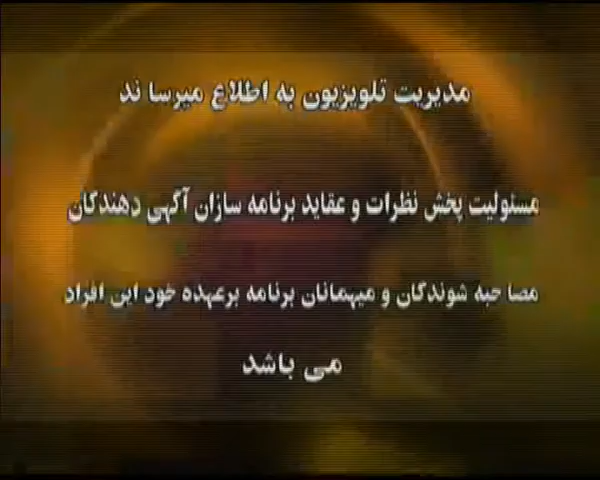 مدیریت تلویزیون به اطلاع میرسا ند
مسئولیت پخش نظرات و عقاید برنامه سازان آگهی دهندگان
مصا حبه شوندگان و میهمانان برنامه برعهده خود این افراد
می باشد